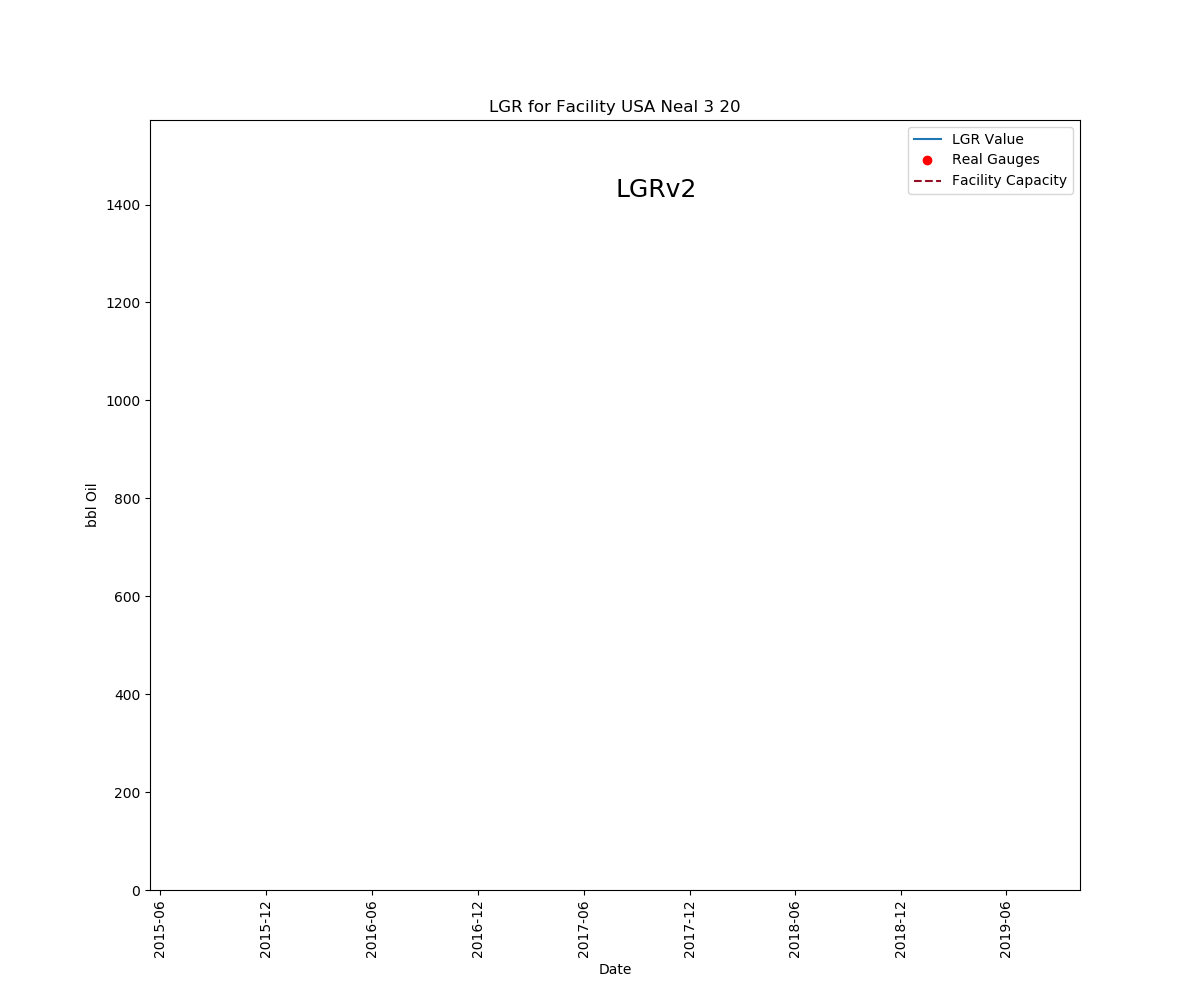 LGR for Facility USA Neal 3 20
LGR Value
Real Gauges
Facility Capacity
LGRv2
1400
1200
1000
800
600
400
200
0
bbl Oil
2015-06
2015-12
2016-06
2016-12
2017-06
2017-12
2018-06
2018-12
2019-06
Date